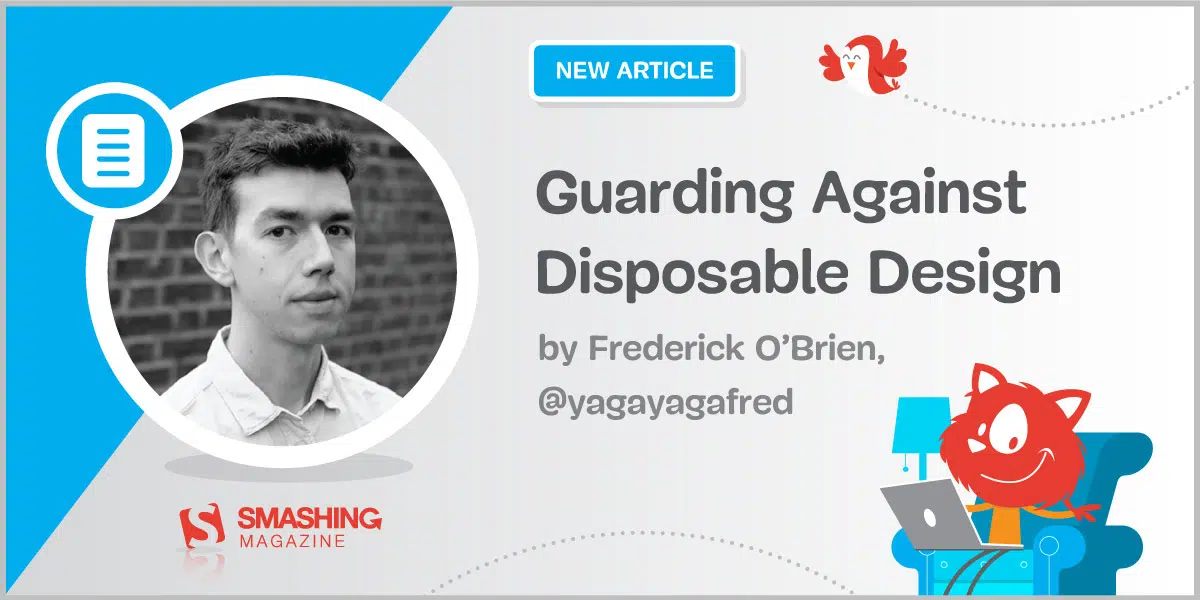 NEW ARTICLE
Guarding Against
Disposable Design
by Frederick O’Brien,
@yagayagafred
SMASHING
MAGAZINE